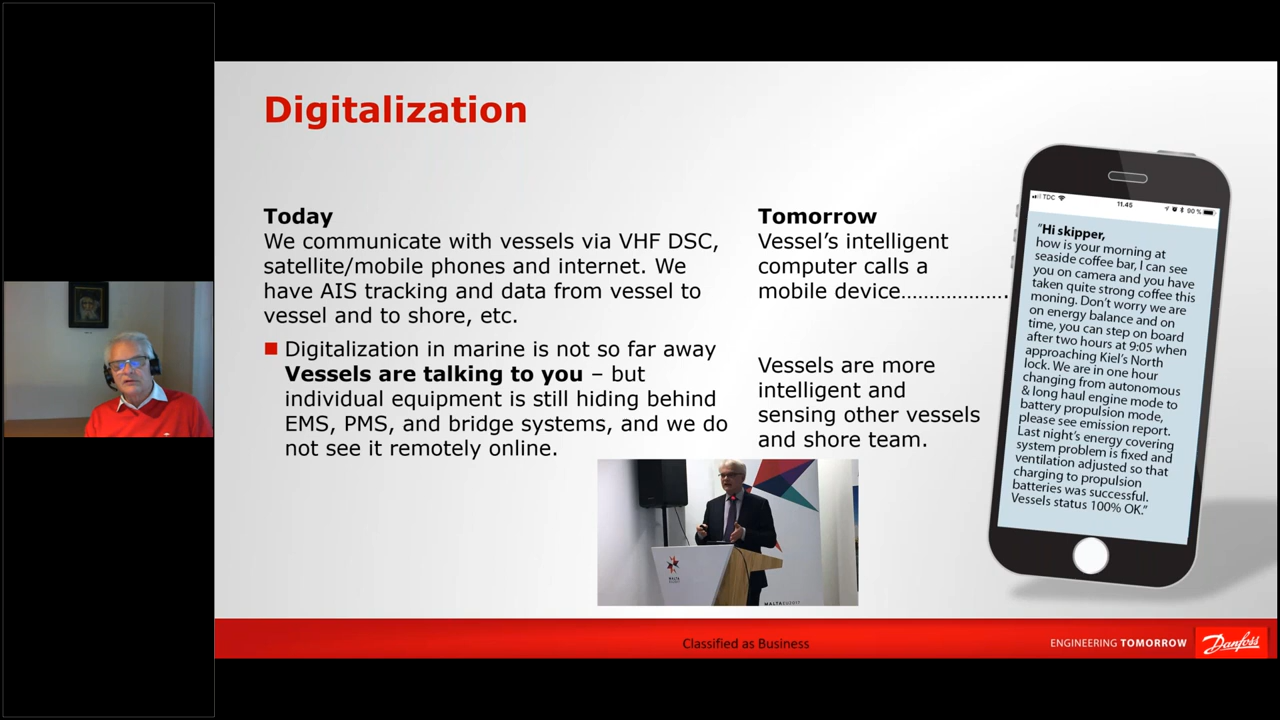 Digitalization
Today
We communicate with vessels via VHF DSC,
satellite/mobile phones and internet. We
have AIS tracking and data from vessel to
vessel and to shore, etc.
Digitalization in marine is not so far away
Vessels are talking to you – but
individual equipment is still hiding behind
EMS, PMS, and bridge systems, and we do
not see it remotely online.
Tomorrow
Vessel’s intelligent
computer calls a
mobile device...................
Vessels are more
intelligent and
sensing other vessels
and shore team.
TDC 11.45 90 %
“Hi skipper,
how is your morning at
seaside coffee bar, I can see
you on camera and you have
taken quite strong coffee this
moning. Don’t worry we are
on energy balance and on
time, you can step on board
after two hours at 9:05 when
approaching Kiel’s North
lock. We are in one hour
changing from autonomous
& long haul engine mode to
battery propulsion mode,
please see emission report.
Last night’s energy covering
system problem is fixed and
ventilation adjusted so that
charging to propulsion
batteries was successful.
Vessels status 100% OK.”
MALTAEU2017
Classified as Business
ENGINEERING TOMORROW
Danfoss